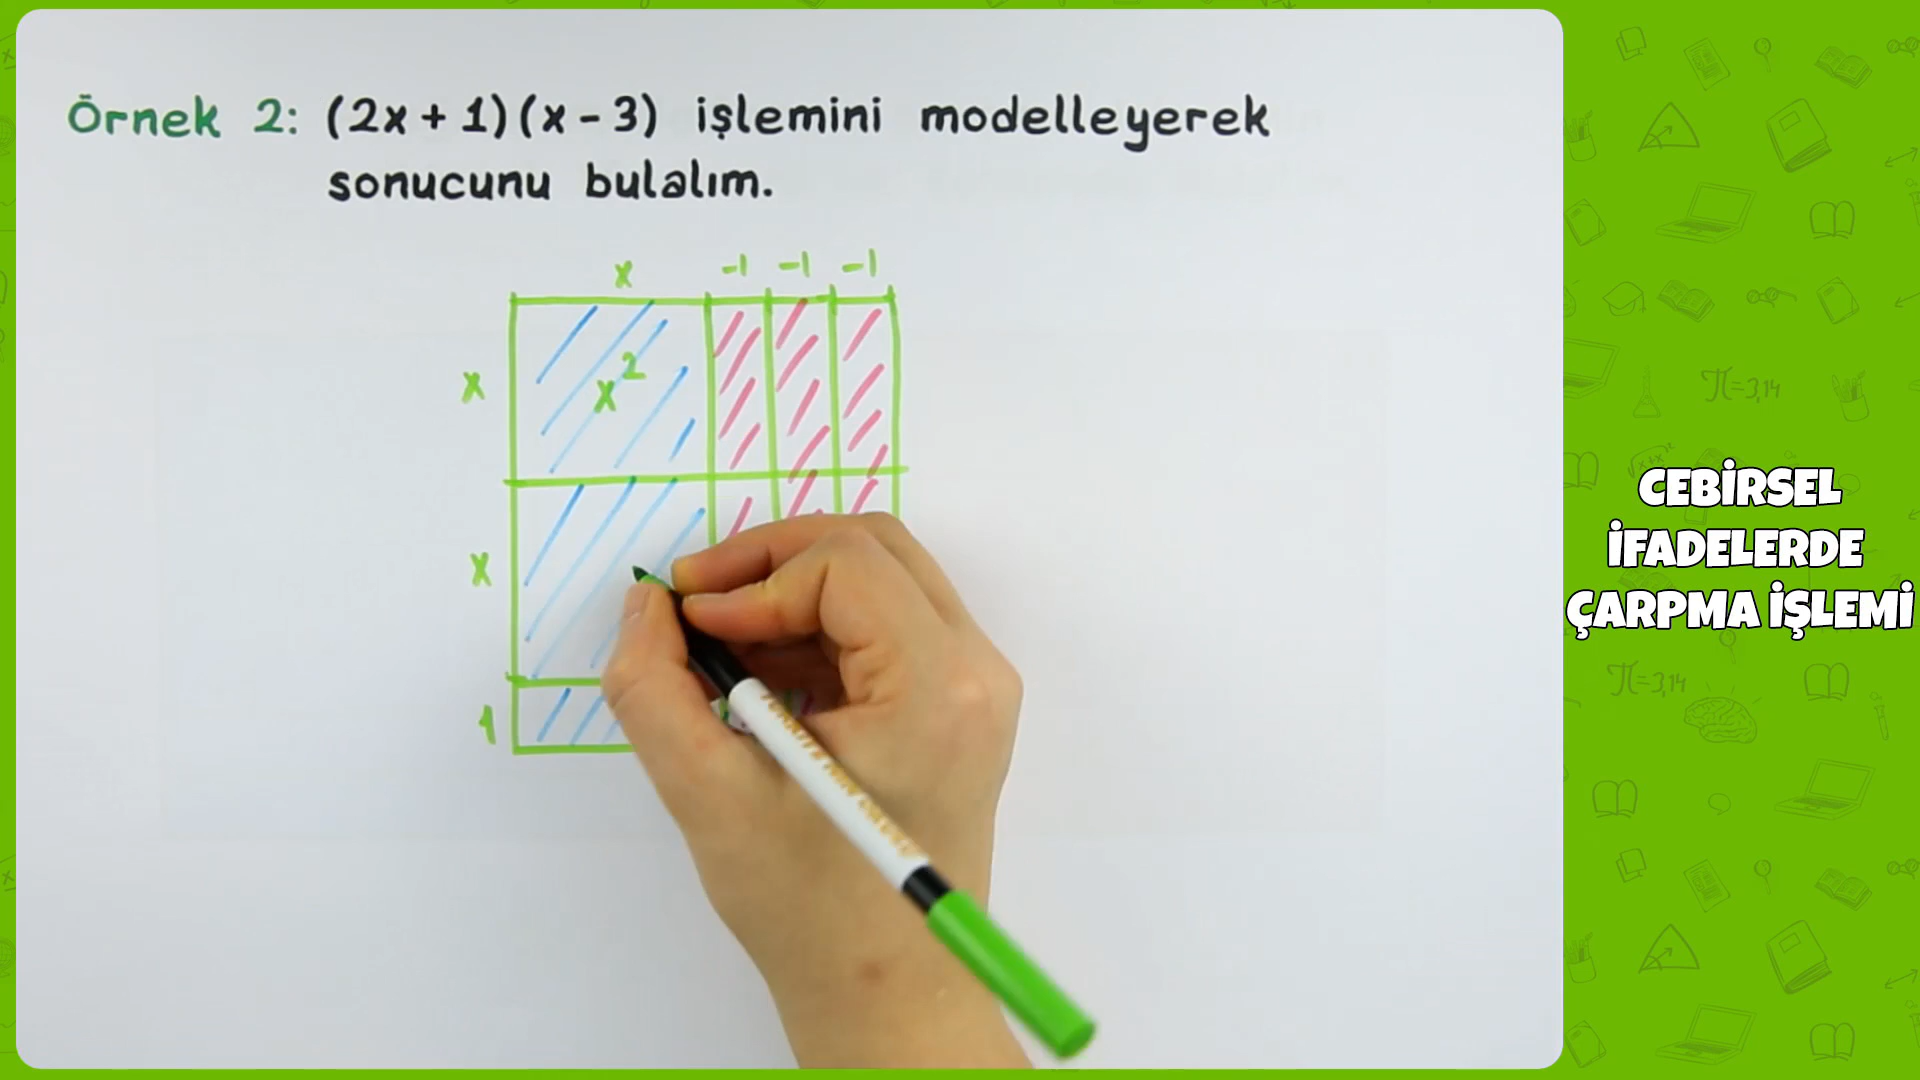 Örnek 2: (2x + 1)(x - 3) işlemini modelleyerek
sonucunu bulalım.
x -1 -1 -1
x
x²
x
1
CEBİRSEL
İFADELERDE
ÇARPMA İŞLEMİ
π=3,14
π=3,14